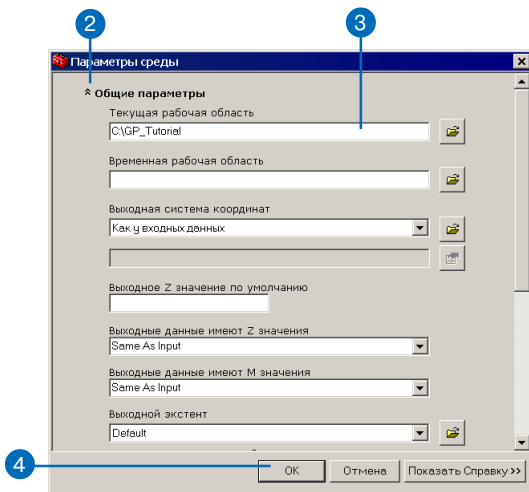 2
3
Параметры среды
Общие параметры
Текущая рабочая область
C:\GP_Tutorial
Временная рабочая область
Выходная система координат
Как у входных данных
Выходное Z значение по умолчанию
Выходные данные имеют Z значения
Same As Input
Выходные данные имеют M значения
Same As Input
Выходной экстент
Default
4
OK Отмена Показать Справку >>